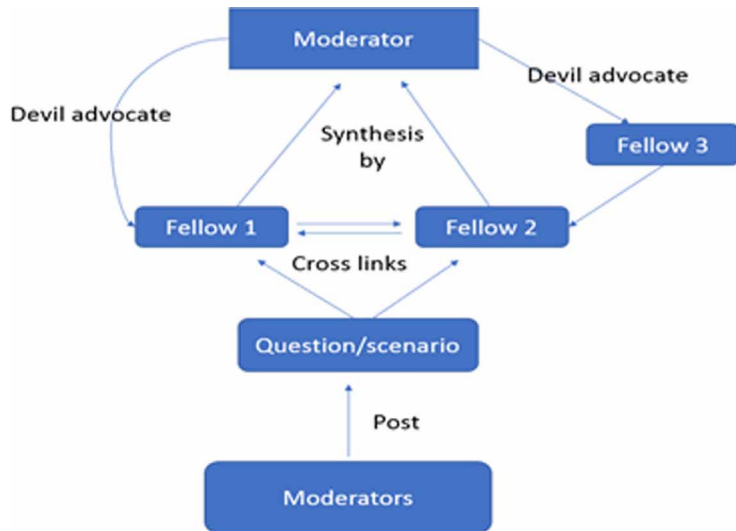 Moderator
Devil advocate
Devil advocate
Synthesis
by
Fellow 3
Fellow 1
Fellow 2
Cross links
Question/scenario
Post
Moderators